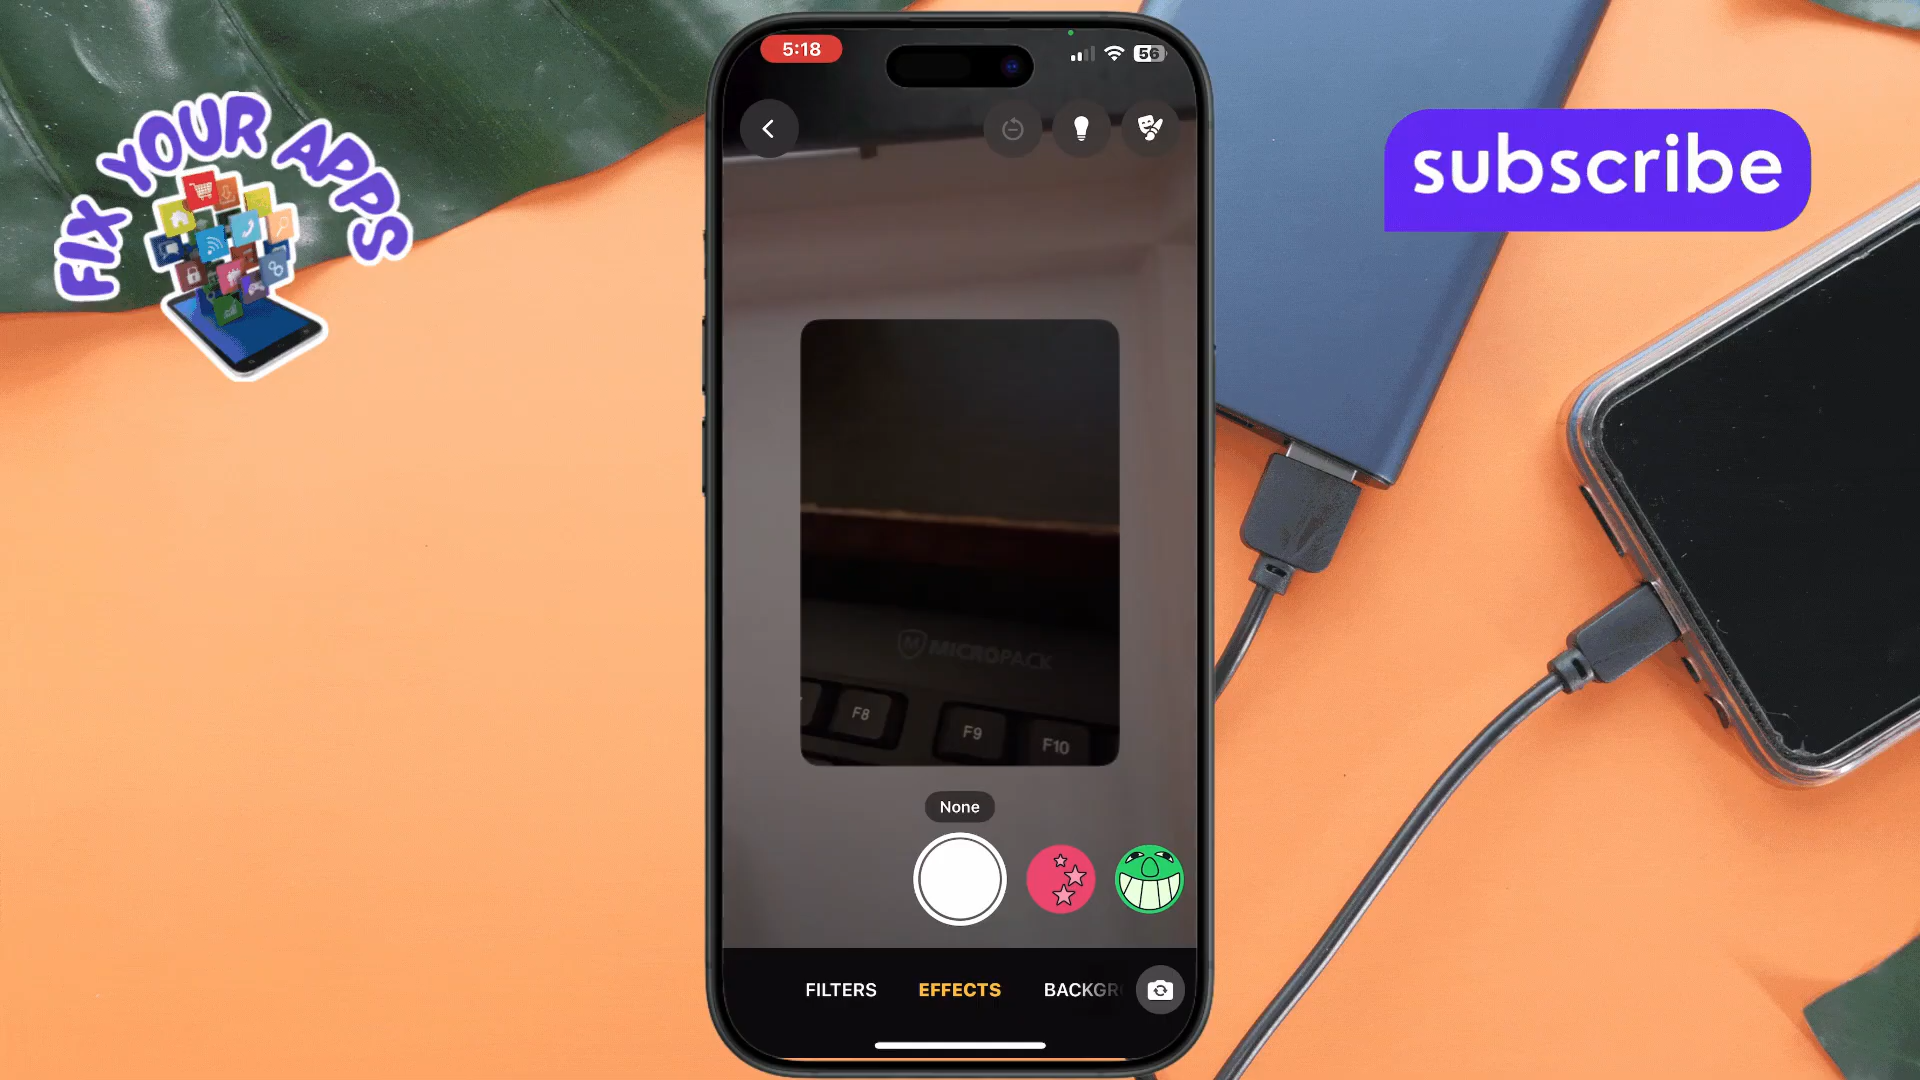 FIX YOUR APPS
subscribe
5:18
56
MICROPACK
F8
F9
F10
None
FILTERS
EFFECTS
BACKGR